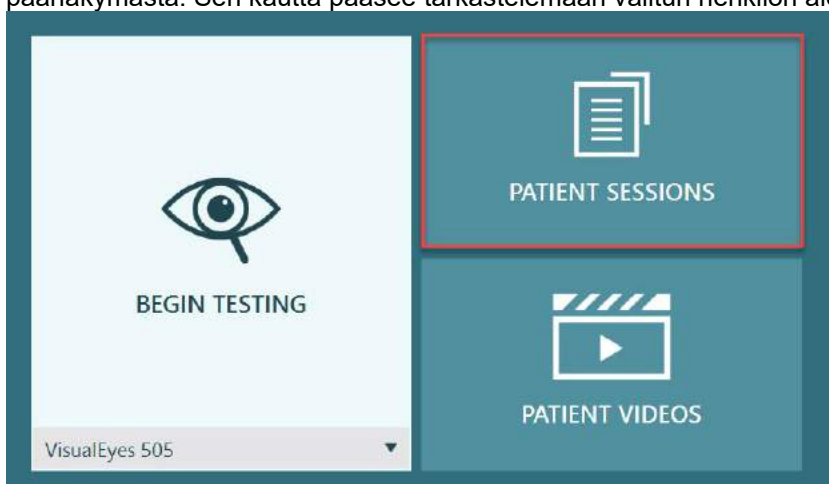 päänäkymästä. Sen kautta pääsee tarkastelemaan valitun henkilön
BEGIN TESTING
VisualEyes 505
PATIENT SESSIONS
PATIENT VIDEOS